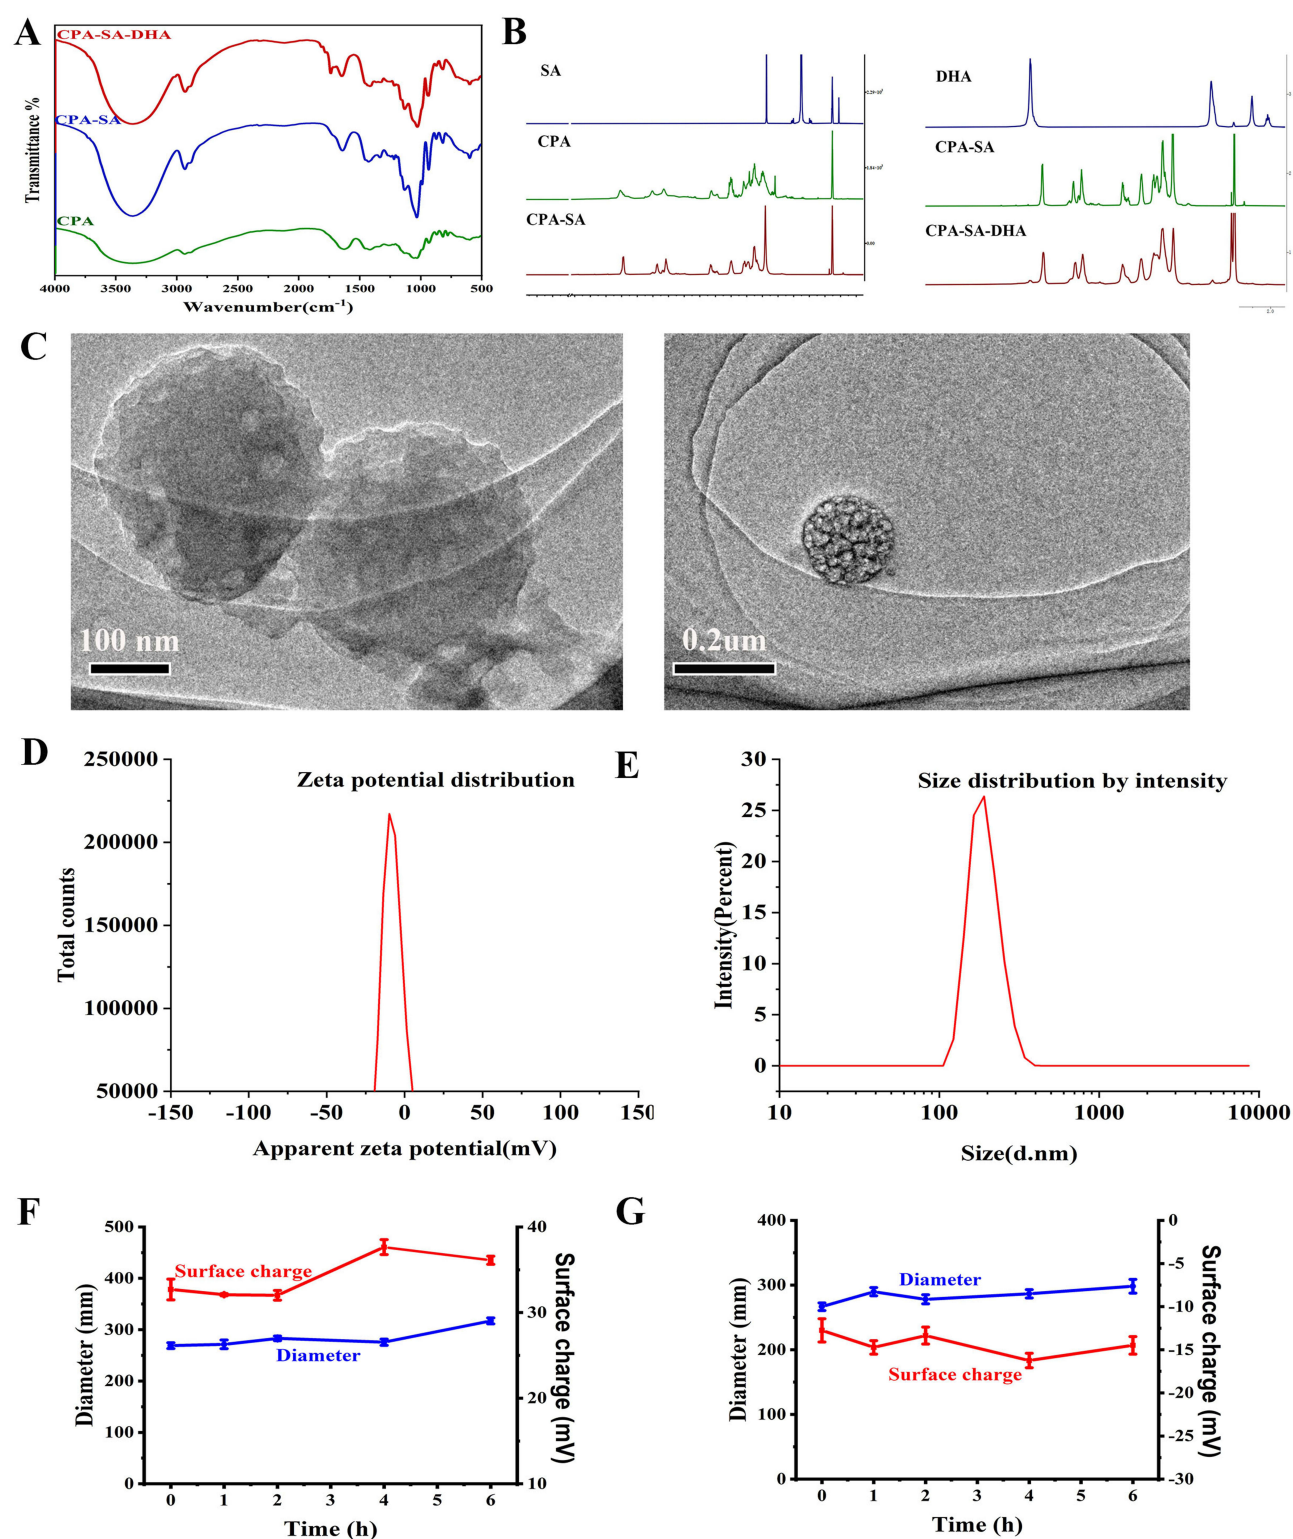 A
CPA-SA-DHA
CPA-SA
CPA
Transmittance %
4000 3500 3000 2500 2000 1500 1000 500
Wavenumber(cm⁻¹)
B
SA
CPA
CPA-SA
DHA
CPA-SA
CPA-SA-DHA
2.0
C
100 nm
0.2um
D
Zeta potential distribution
250000
200000
150000
100000
50000
Total counts
-150 -100 -50 0 50 100 150
Apparent zeta potential(mV)
E
Size distribution by intensity
30
25
20
15
10
5
0
Intensity(Percent)
10 100 1000 10000
Size(d.nm)
F
500
400
300
200
100
0
Diameter (mm)
Surface charge
Diameter
40
30
20
10
Surface charge (mV)
0 1 2 3 4 5 6
Time (h)
G
400
300
200
100
0
Diameter (mm)
Diameter
Surface charge
0
-5
-10
-15
-20
-25
-30
Surface charge (mV)
0 1 2 3 4 5 6
Time (h)